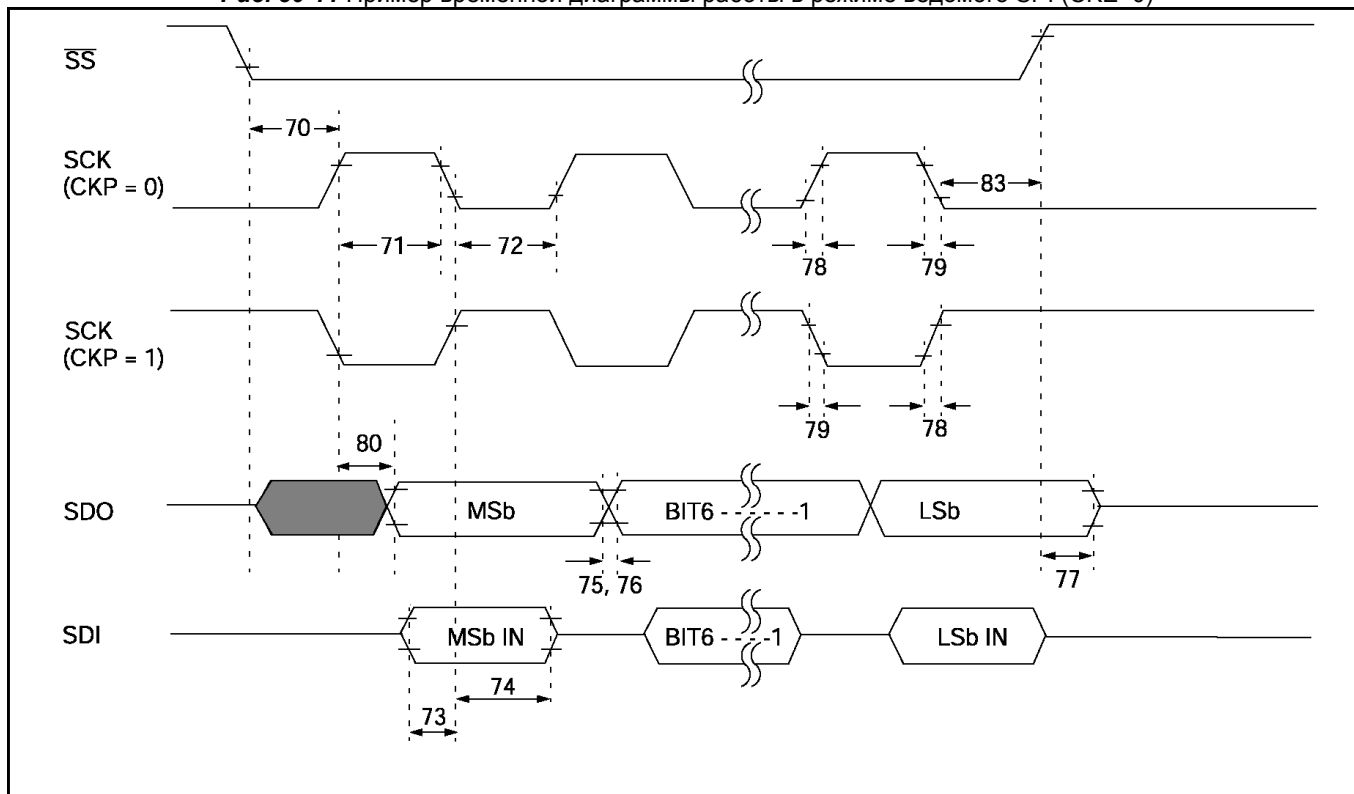 Рис. 30-11 Пример временной диаграммы работы в режиме ведомого SPI (CKE=0)
SS
70
SCK
(CKP = 0)
83
71
72
78
79
SCK
(CKP = 1)
79
78
80
SDO
MSb
BIT6 - - - - - - -1
LSb
75, 76
77
SDI
MSb IN
BIT6 - - - - -1
LSb IN
74
73